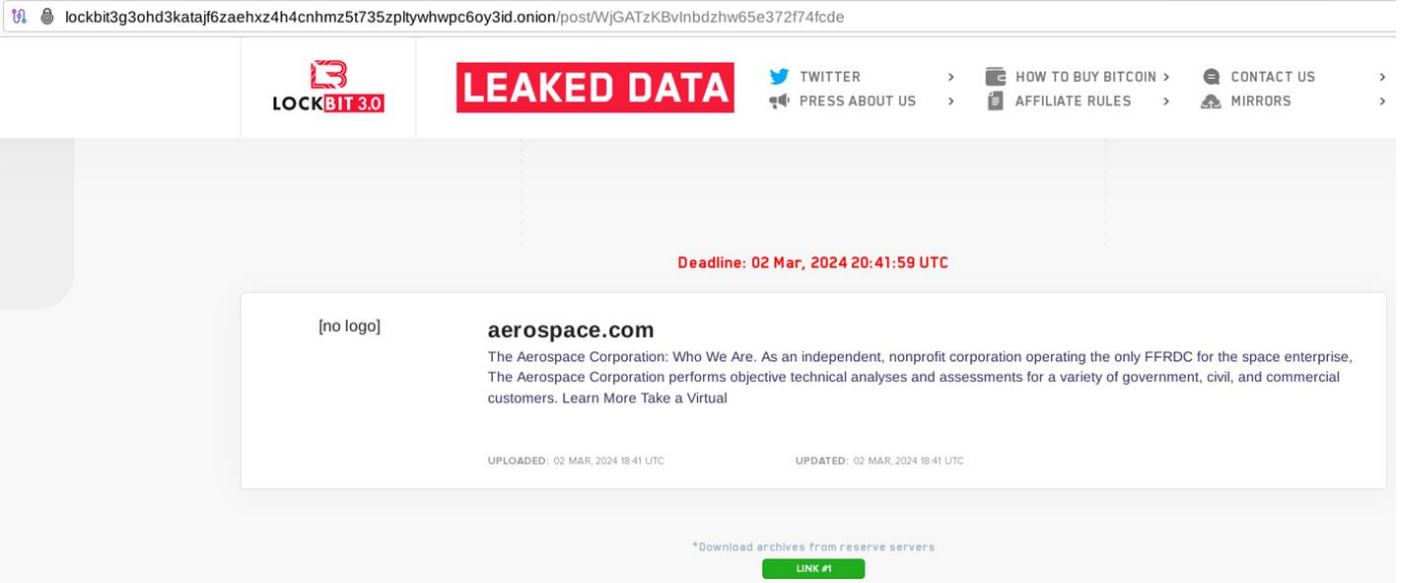 lockbit3g3ohd3katajf6zaehxz4h4cnhmz5t735zpltywhwpc6oy3id.onion/post/WjGATzKBvInbdzhw65e372f74fcde
LOCKBIT 3.0
LEAKED DATA
TWITTER >
HOW TO BUY BITCOIN >
CONTACT US >
PRESS ABOUT US >
AFFILIATE RULES >
MIRRORS >
Deadline: 02 Mar, 2024 20:41:59 UTC
[no logo]
aerospace.com
The Aerospace Corporation: Who We Are. As an independent, nonprofit corporation operating the only FFRDC for the space enterprise,
The Aerospace Corporation performs objective technical analyses and assessments for a variety of government, civil, and commercial
customers. Learn More Take a Virtual
UPLOADED: 02 MAR, 2024 18:41 UTC
UPDATED: 02 MAR, 2024 18:41 UTC
*Download archives from reserve servers
LINK #1